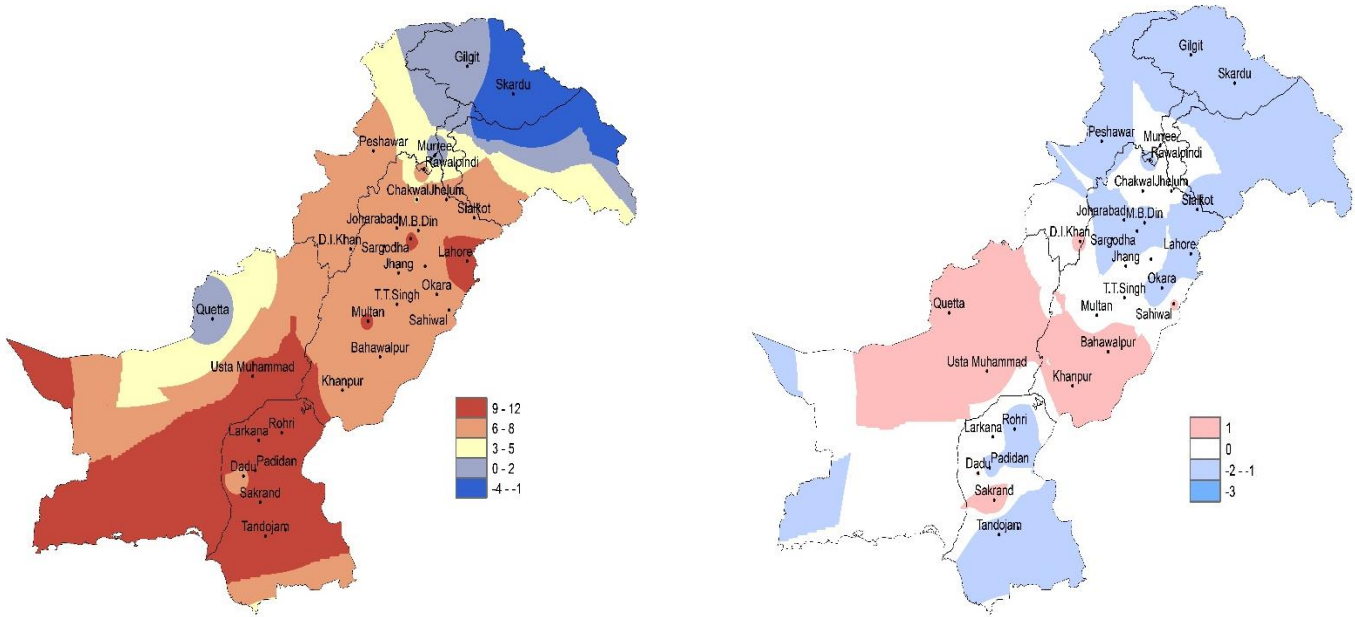 Gilgit
Skardu
Peshawar
Murree
Rawalpindi
Chakwal
Jhelum
Sialkot
Joharabad
M.B.Din
D.I.Khan
Sargodha
Lahore
Jhang
Okara
T.T.Singh
Quetta
Multan
Sahiwal
Bahawalpur
Usta Muhammad
Khanpur
Larkana
Rohri
Dadu
Padidan
Sakrand
Tandojam
9 - 12
6 - 8
3 - 5
0 - 2
-4 - -1
Gilgit
Skardu
Peshawar
Murree
Rawalpindi
Chakwal
Jhelum
Sialkot
Joharabad
M.B.Din
D.I.Khan
Sargodha
Lahore
Jhang
Okara
T.T.Singh
Quetta
Multan
Sahiwal
Bahawalpur
Usta Muhammad
Khanpur
Larkana
Rohri
Dadu
Padidan
Sakrand
Tandojam
1
0
-2 - -1
-3